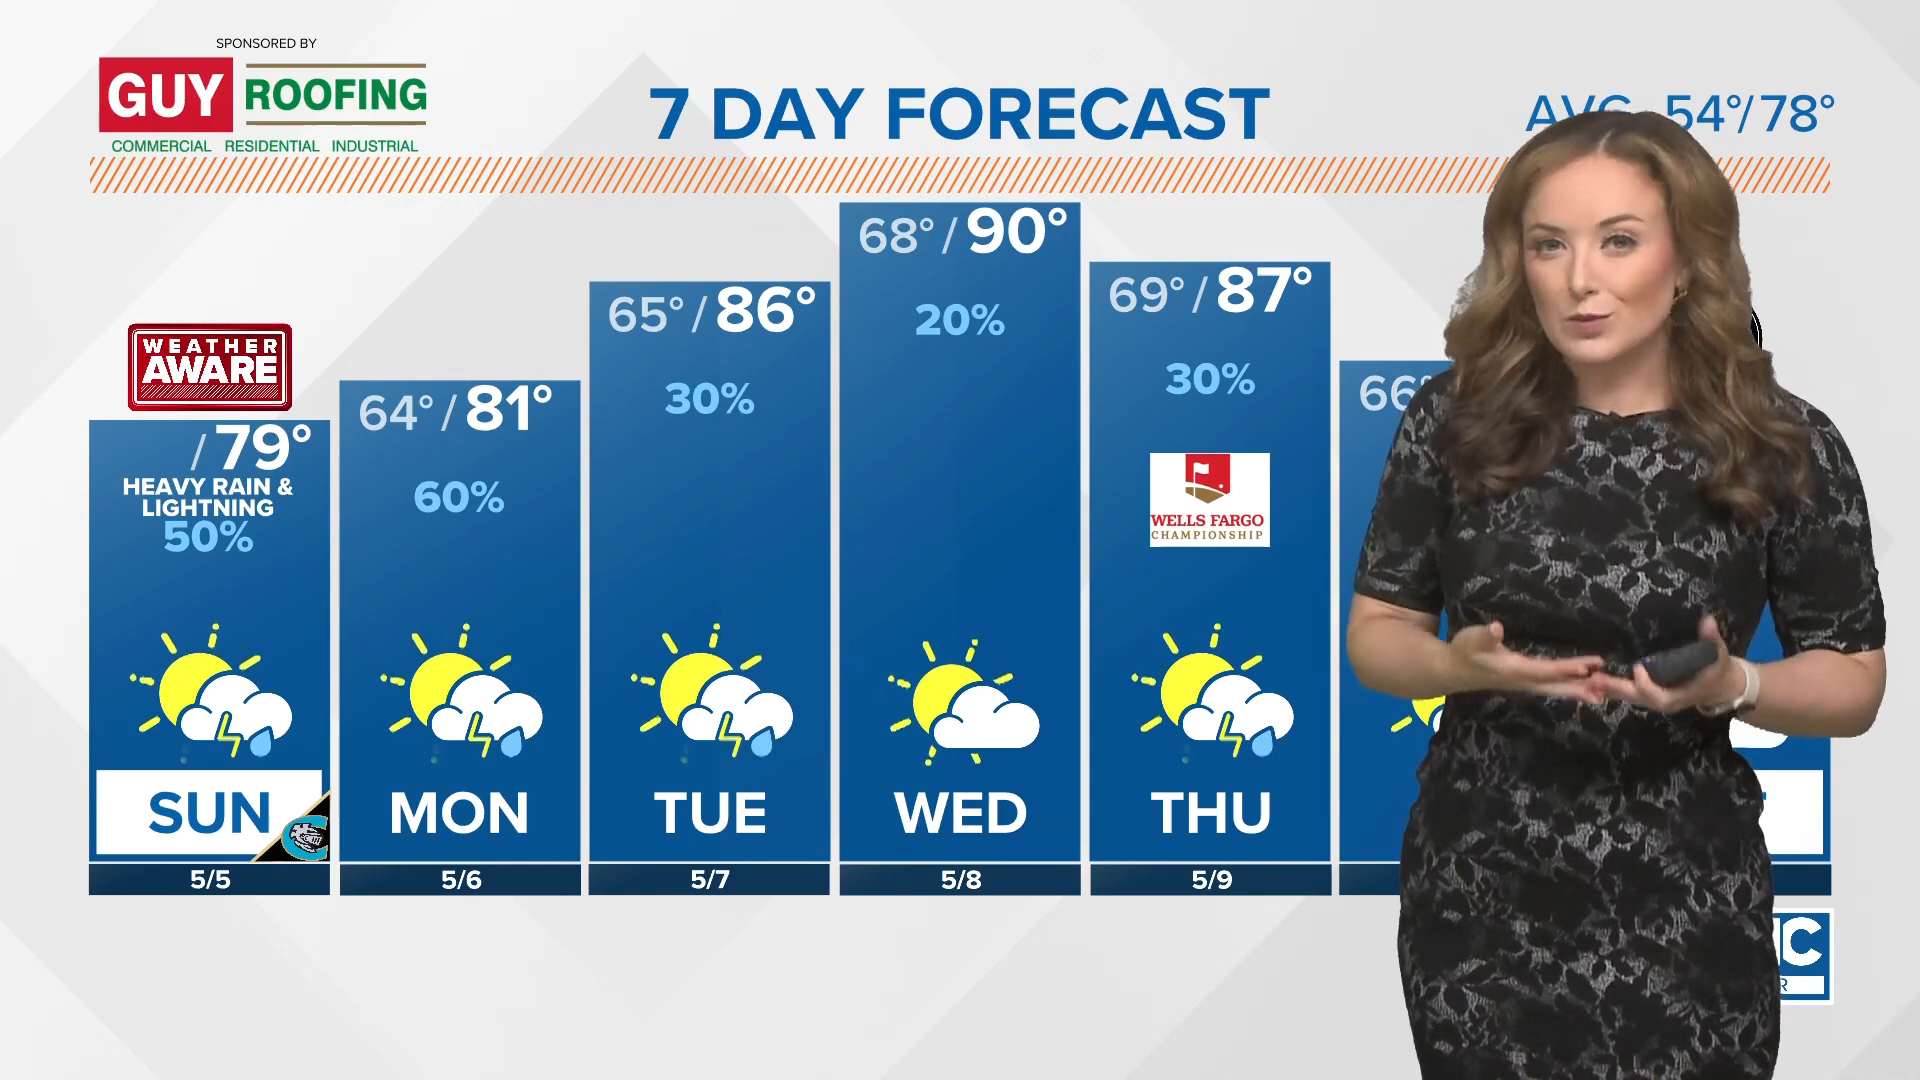 SPONSORED BY
GUY ROOFING
COMMERCIAL RESIDENTIAL INDUSTRIAL
7 DAY FORECAST
54°/78°
WEATHER
AWARE
/79°
HEAVY RAIN &
LIGHTNING
50%
SUN
5/5
64°/81°
60%
MON
5/6
65°/86°
30%
TUE
5/7
68°/90°
20%
WED
5/8
69°/87°
30%
WELLS FARGO
CHAMPIONSHIP
THU
5/9
66°
C